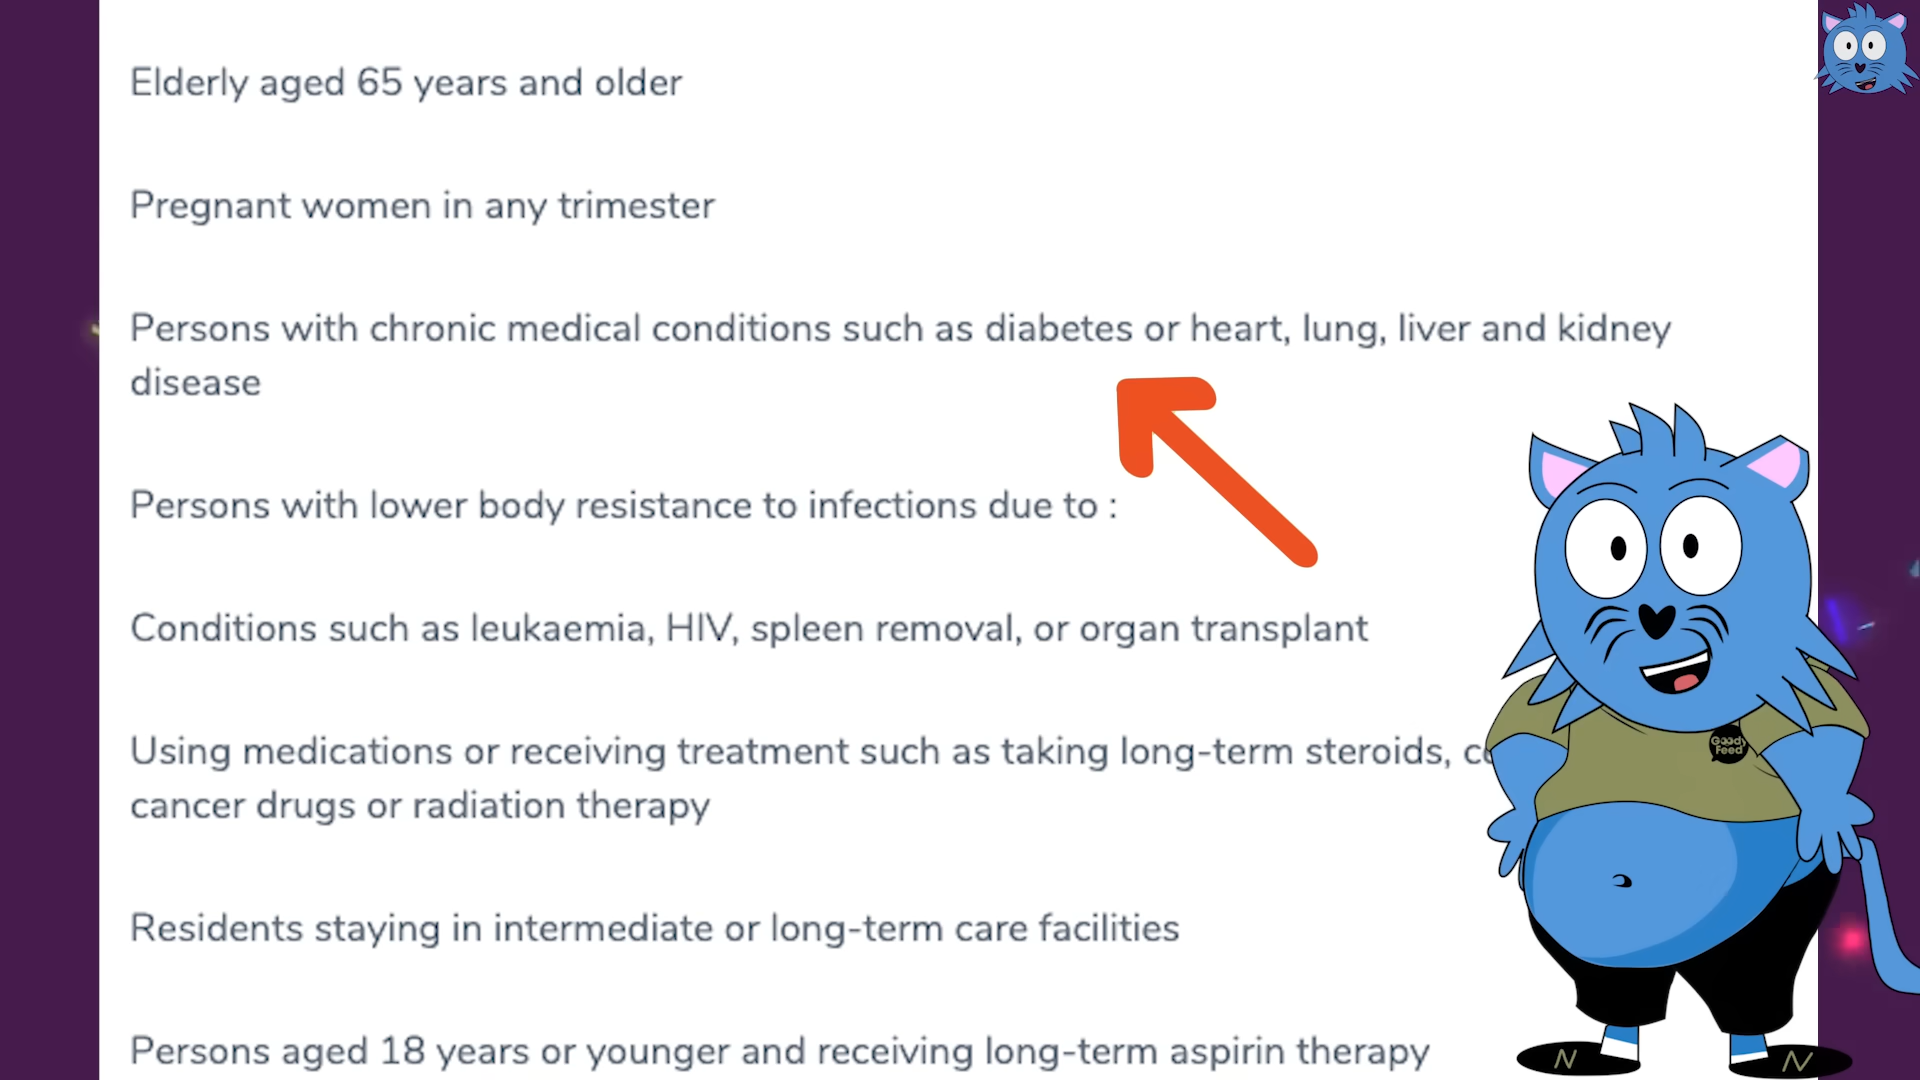 Elderly aged 65 years and older
Pregnant women in any trimester
Persons with chronic medical conditions such as diabetes or heart, lung, liver and kidney
disease
Persons with lower body resistance to infections due to :
Conditions such as leukaemia, HIV, spleen removal, or organ transplant
Using medications or receiving treatment such as taking long-term steroids,
cancer drugs or radiation therapy
Goody
Feed
Residents staying in intermediate or long-term care facilities
Persons aged 18 years or younger and receiving long-term aspirin therapy
N N